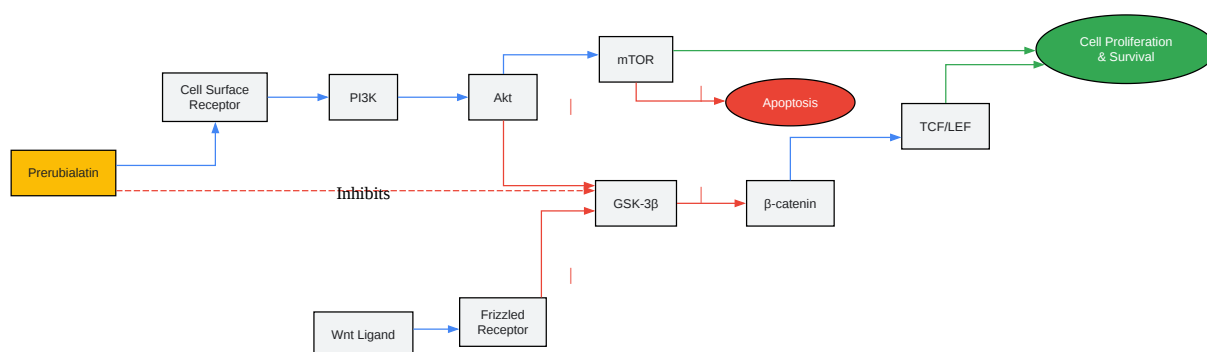 Cell Proliferation
& Survival
mTOR
Cell Surface
Receptor
PI3K
Akt
Apoptosis
TCF/LEF
Prerubialatin
Inhibits
GSK-3β
β-catenin
Frizzled
Receptor
Wnt Ligand